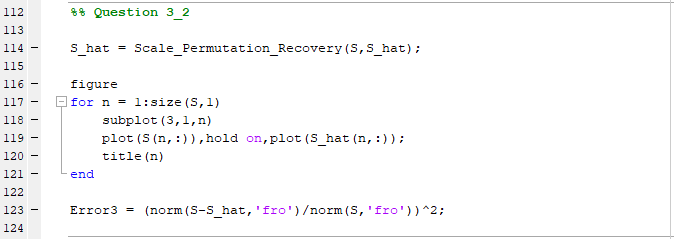 112 %% Question 3_2
113
114 – S_hat = Scale_Permutation_Recovery(S,S_hat);
115
116 – figure
117 – for n = 1:size(S,1)
118 – subplot(3,1,n)
119 – plot(S(n,:)),hold on,plot(S_hat(n,:));
120 – title(n)
121 – end
122
123 – Error3 = (norm(S-S_hat,'fro')/norm(S,'fro'))^2;
124